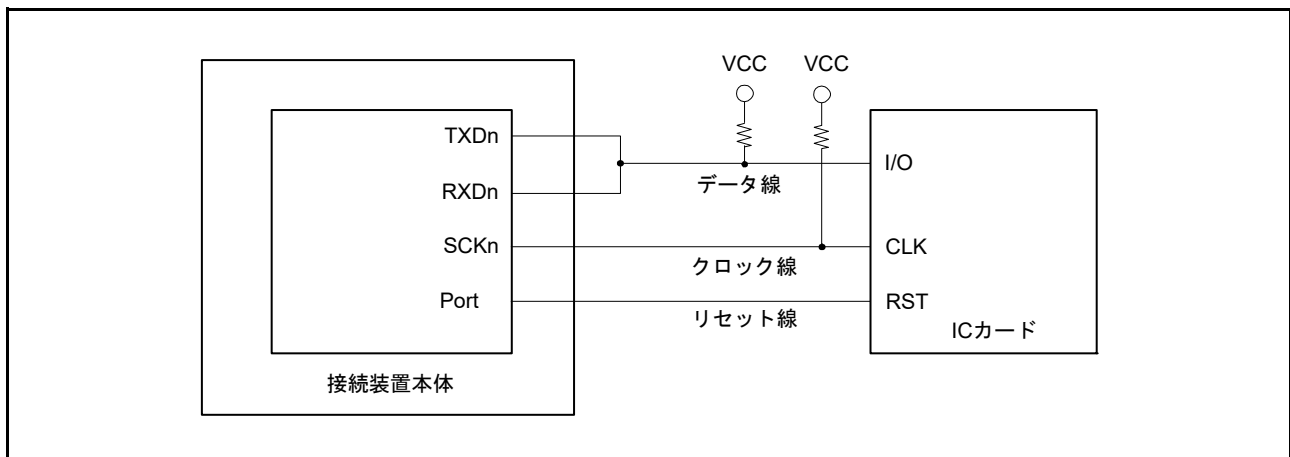 VCC VCC
TXDn
I/O
データ線
RXDn
SCKn
CLK
クロック線
Port
RST
リセット線
ICカード
接続装置本体